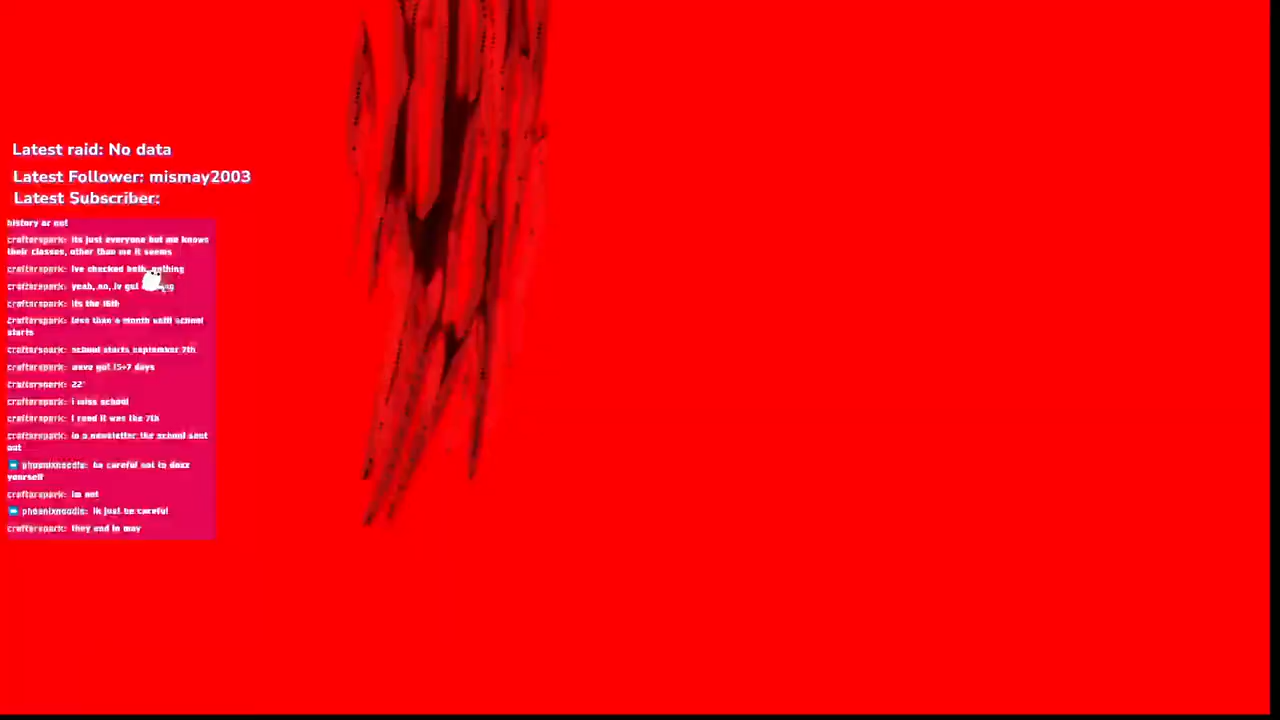 Latest raid: No data
Latest Follower: mismay2003
Latest Subscriber:
history or not
crafterspark: its just everyone but me knows
their classes, other than me it seems
crafterspark: ive checked both, nothing
crafterspark: yeah, no, iv got
crafterspark: its the 16th
crafterspark: less than a month until school
starts
crafterspark: school starts september 7th
crafterspark: weve got 15+7 days
crafterspark: 22*
crafterspark: i miss school
crafterspark: I read it was the 7th
crafterspark: in a newsletter the school sent
out
phoenixnoodle: be careful not to doxx
yourself
crafterspark: im not
phoenixnoodle: ik just be careful
crafterspark: they end in may